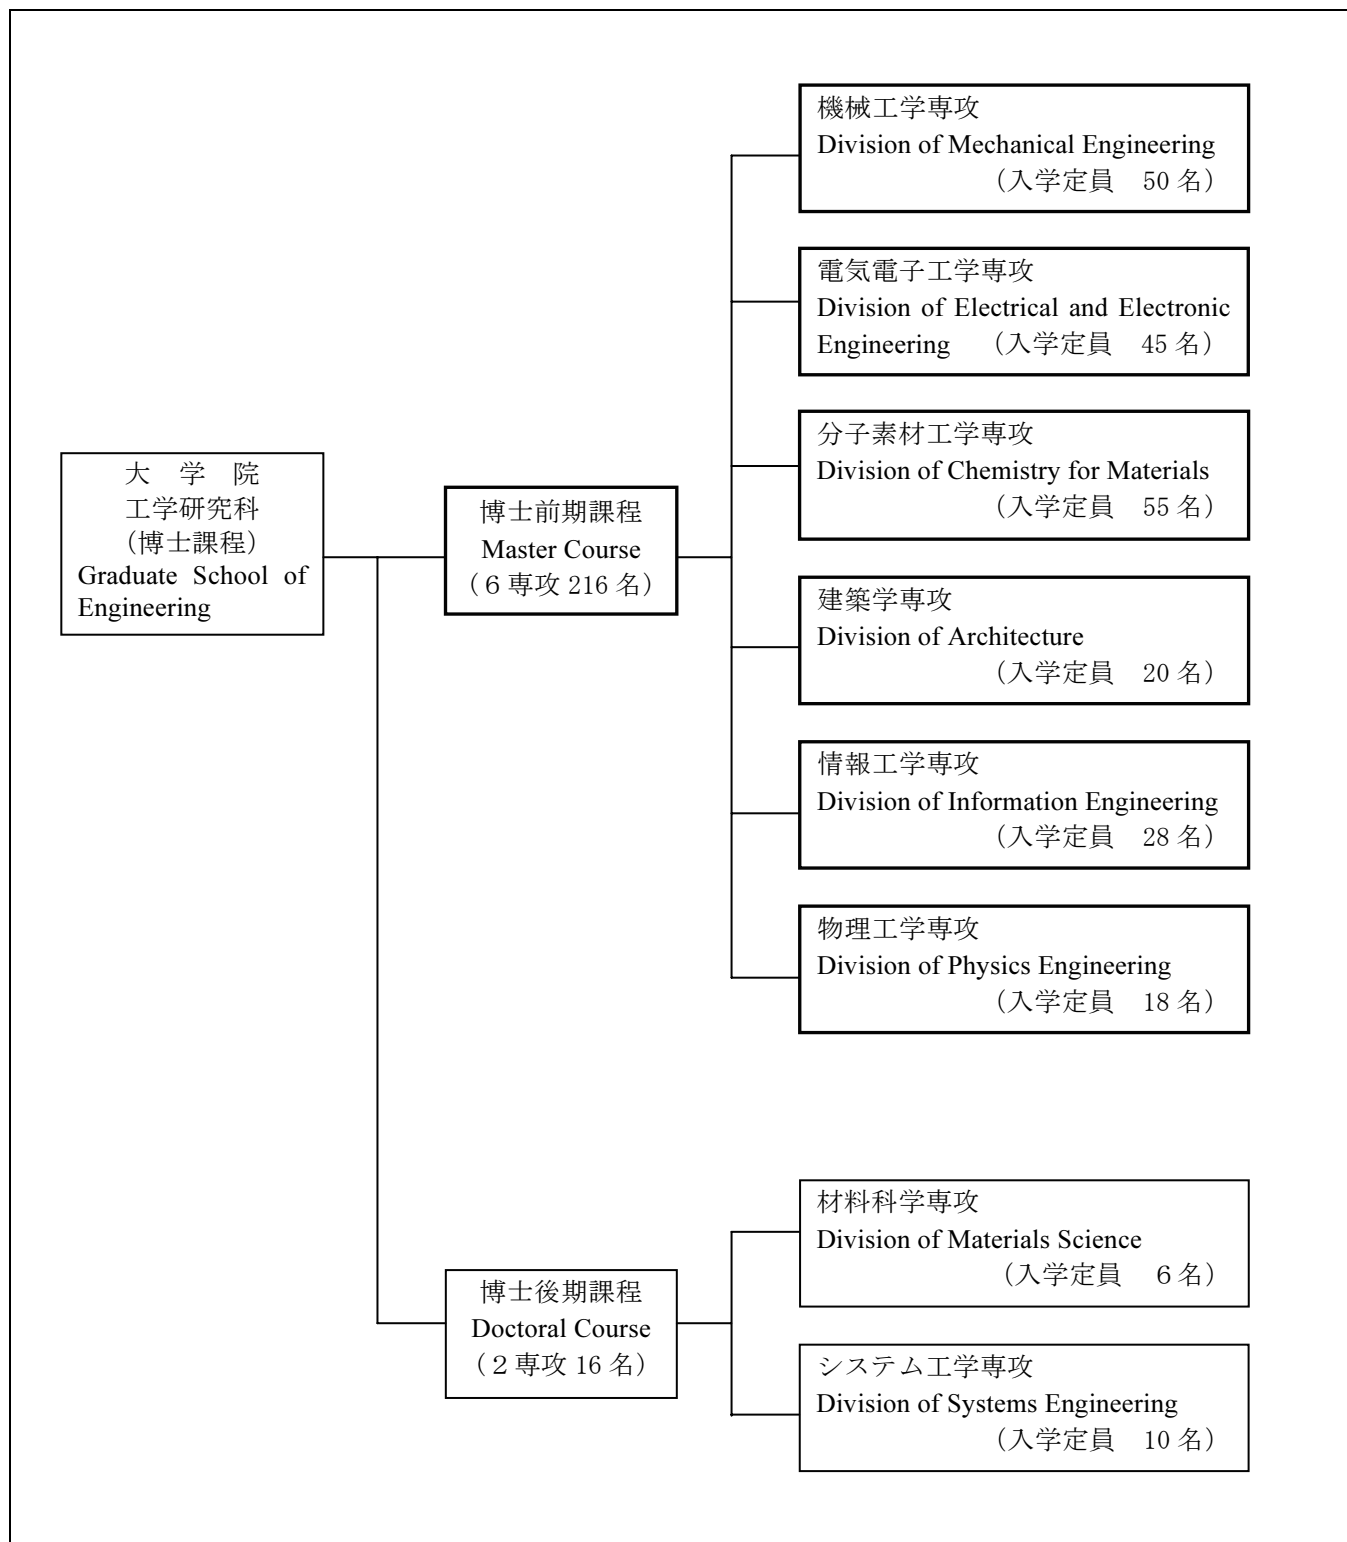 大 学 院
工学研究科
（博士課程）
Graduate School of
Engineering
博士前期課程
Master Course
（６専攻 216 名）
機械工学専攻
Division of Mechanical Engineering
（入学定員　50 名）
電気電子工学専攻
Division of Electrical and Electronic
Engineering　（入学定員　45 名）
分子素材工学専攻
Division of Chemistry for Materials
（入学定員　55 名）
建築学専攻
Division of Architecture
（入学定員　20 名）
情報工学専攻
Division of Information Engineering
（入学定員　28 名）
物理工学専攻
Division of Physics Engineering
（入学定員　18 名）
博士後期課程
Doctoral Course
（２専攻 16 名）
材料科学専攻
Division of Materials Science
（入学定員　６名）
システム工学専攻
Division of Systems Engineering
（入学定員　10 名）